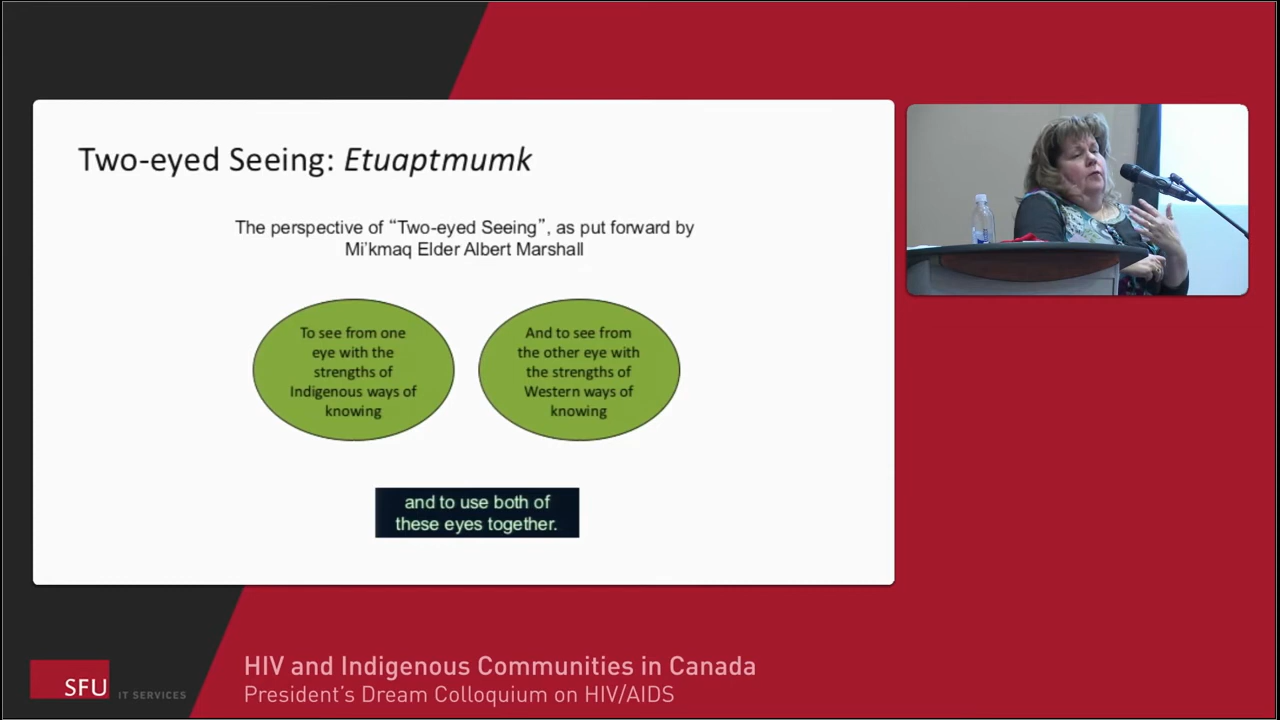 Two-eyed Seeing: Etuaptmumk
The perspective of “Two-eyed Seeing”, as put forward by
Mi'kmaq Elder Albert Marshall
To see from one
eye with the
strengths of
Indigenous ways of
knowing
And to see from
the other eye with
the strengths of
Western ways of
knowing
and to use both of
these eyes together.
SFU IT SERVICES
HIV and Indigenous Communities in Canada
President's Dream Colloquium on HIV/AIDS